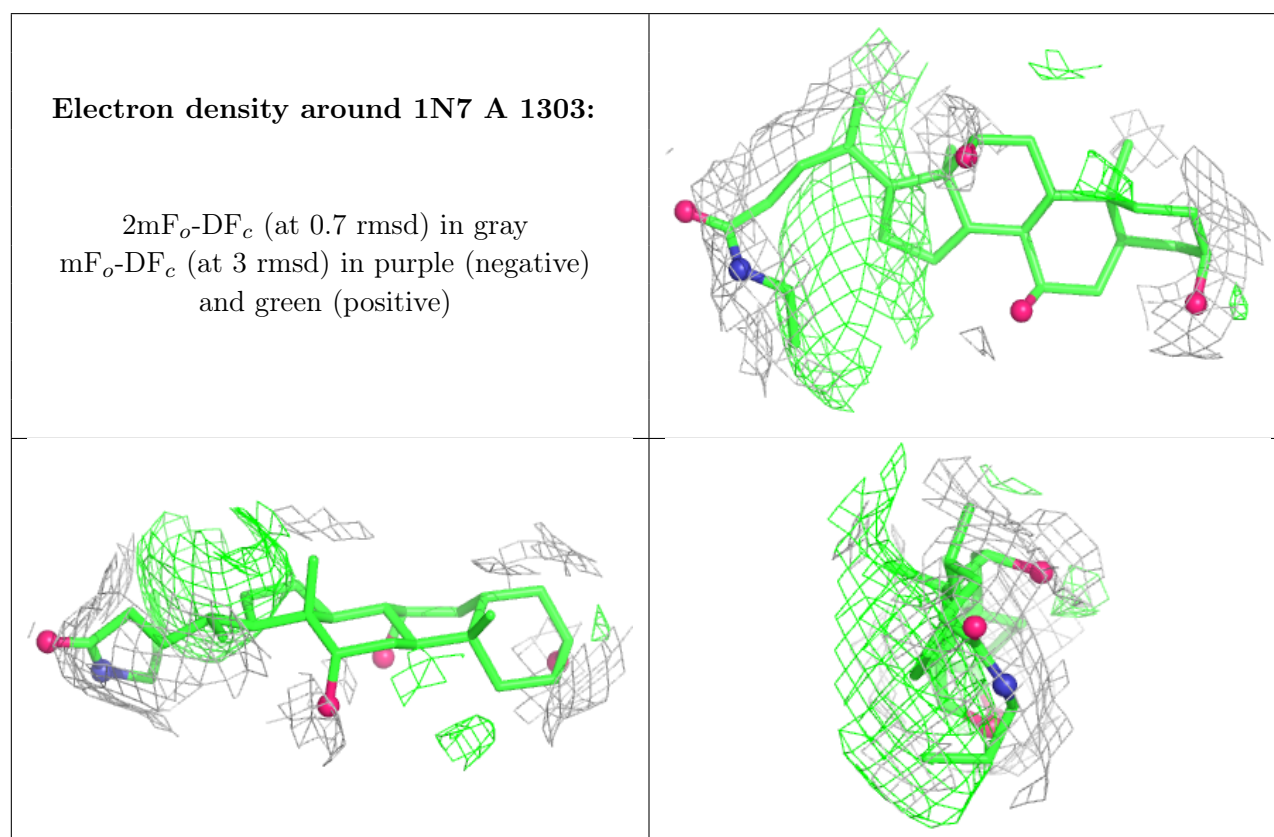 Electron density around 1N7 A 1303:
2mFo-DFc (at 0.7 rmsd) in gray
mFo-DFc (at 3 rmsd) in purple (negative)
and green (positive)